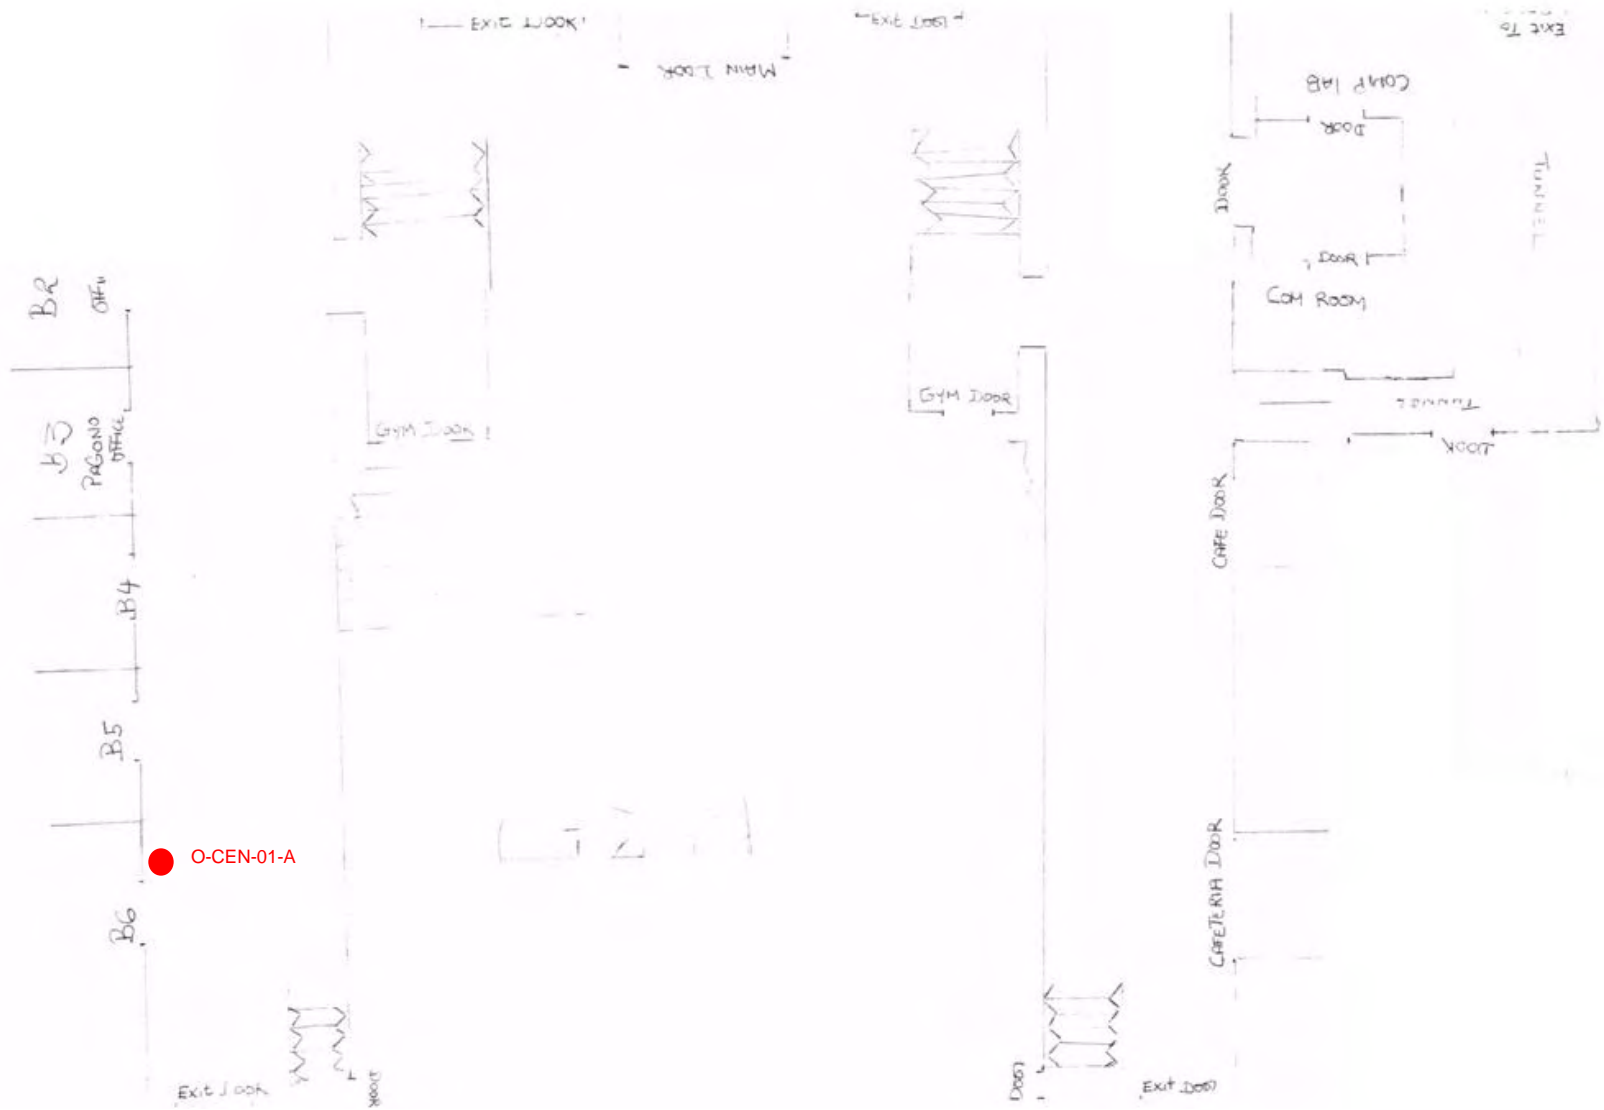 Exit Door
MAIN DOOR
Exit Door
Exit To
COMP LAB
DOOR
DOOR
TUNNEL
DOOR
COM ROOM
B2
B3
PAGONO
OFFICE
GYM DOOR
GYM DOOR
TUNNEL
DOOR
CAFE DOOR
B4
B5
GYM
O-CEN-01-A
CAFETERIA DOOR
B6
Exit Door
DOOR
DOOR
Exit Door